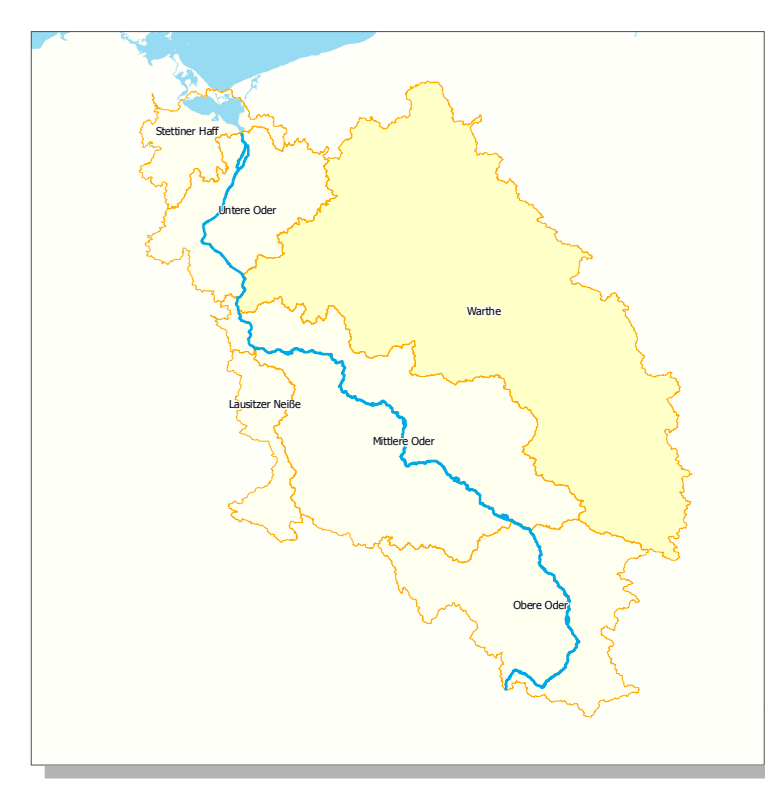 Stettiner Haff
Untere Oder
Warthe
Lausitzer Neiße
Mittlere Oder
Obere Oder